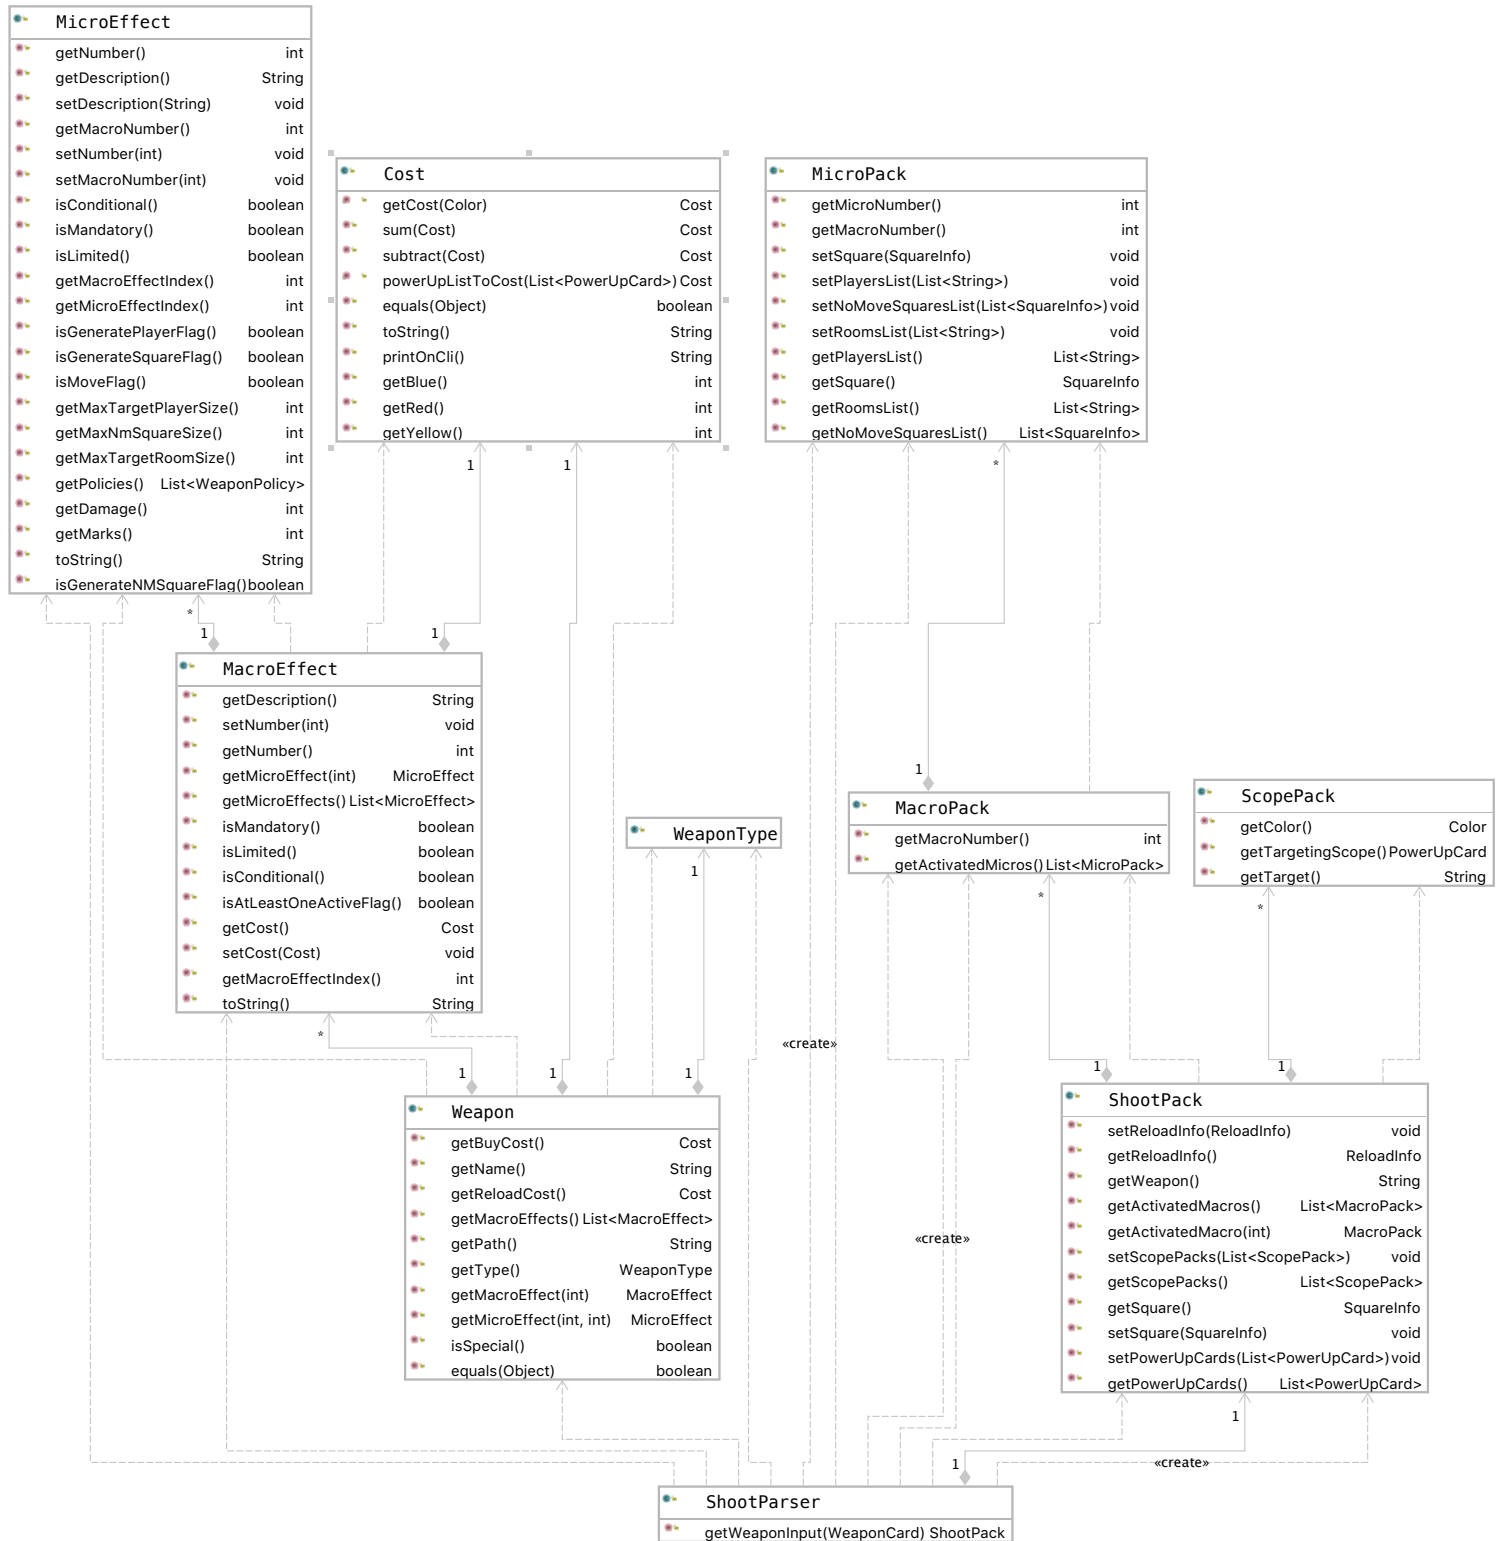 MicroEffect
getNumber() int
getDescription() String
setDescription(String) void
getMacroNumber() int
setNumber(int) void
setMacroNumber(int) void
isConditional() boolean
isMandatory() boolean
isLimited() boolean
getMacroEffectIndex() int
getMicroEffectIndex() int
isGeneratePlayerFlag() boolean
isGenerateSquareFlag() boolean
isMoveFlag() boolean
getMaxTargetPlayerSize() int
getMaxNmSquareSize() int
getMaxTargetRoomSize() int
getPolicies() List<WeaponPolicy>
getDamage() int
getMarks() int
toString() String
isGenerateNMSquareFlag() boolean
Cost
getCost(Color) Cost
sum(Cost) Cost
subtract(Cost) Cost
powerUpListToCost(List<PowerUpCard>) Cost
equals(Object) boolean
toString() String
printOnCli() String
getBlue() int
getRed() int
getYellow() int
MicroPack
getMicroNumber() int
getMacroNumber() int
setSquare(SquareInfo) void
setPlayersList(List<String>) void
setNoMoveSquaresList(List<SquareInfo>) void
setRoomsList(List<String>) void
getPlayersList() List<String>
getSquare() SquareInfo
getRoomsList() List<String>
getNoMoveSquaresList() List<SquareInfo>
1
1
*
*
1
1
MacroEffect
getDescription() String
setNumber(int) void
getNumber() int
getMicroEffect(int) MicroEffect
getMicroEffects() List<MicroEffect>
isMandatory() boolean
isLimited() boolean
isConditional() boolean
isAtLeastOneActiveFlag() boolean
getCost() Cost
setCost(Cost) void
getMacroEffectIndex() int
toString() String
WeaponType
1
1
MacroPack
getMacroNumber() int
getActivatedMicros() List<MicroPack>
ScopePack
getColor() Color
getTargetingScope() PowerUpCard
getTarget() String
*
*
*
«create»
1
1
1
1
1
Weapon
getBuyCost() Cost
getName() String
getReloadCost() Cost
getMacroEffects() List<MacroEffect>
getPath() String
getType() WeaponType
getMacroEffect(int) MacroEffect
getMicroEffect(int, int) MicroEffect
isSpecial() boolean
equals(Object) boolean
«create»
ShootPack
setReloadInfo(ReloadInfo) void
getReloadInfo() ReloadInfo
getWeapon() String
getActivatedMacros() List<MacroPack>
getActivatedMacro(int) MacroPack
setScopePacks(List<ScopePack>) void
getScopePacks() List<ScopePack>
getSquare() SquareInfo
setSquare(SquareInfo) void
setPowerUpCards(List<PowerUpCard>) void
getPowerUpCards() List<PowerUpCard>
1
1
«create»
ShootParser
getWeaponInput(WeaponCard) ShootPack